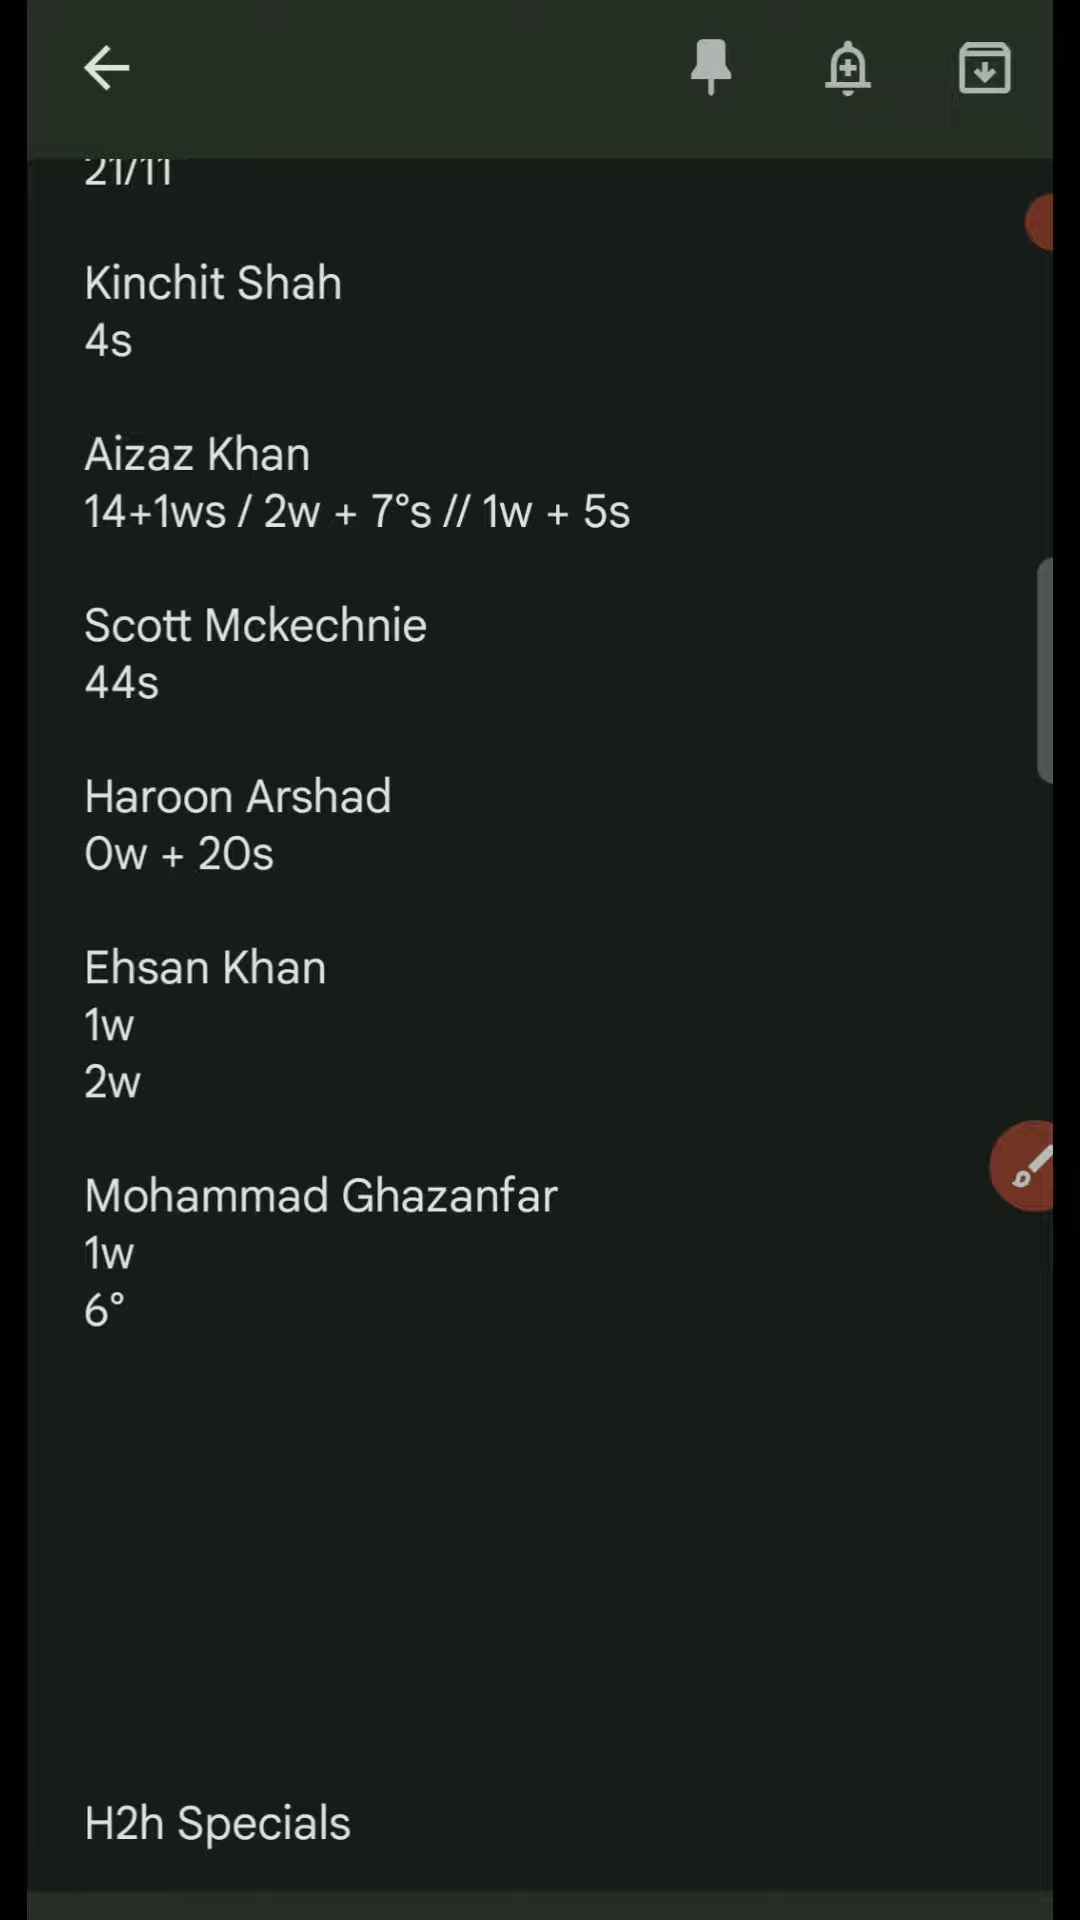 21/11
Kinchit Shah
4s
Aizaz Khan
14+1ws / 2w + 7°s // 1w + 5s
Scott Mckechnie
44s
Haroon Arshad
0w + 20s
Ehsan Khan
1w
2w
Mohammad Ghazanfar
1w
6°
H2h Specials